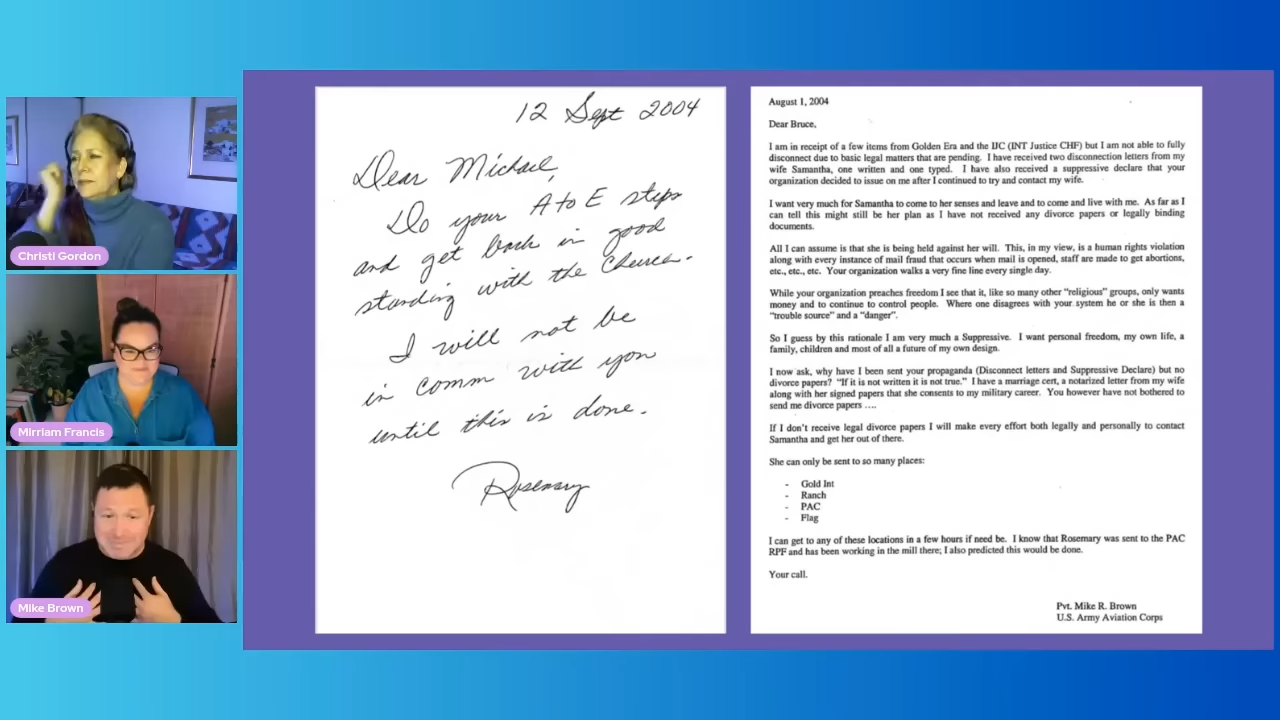 Christi Gordon
Mirriam Francis
Mike Brown
12 Sept 2004
Dear Michael,
Do your A to E steps
and get back in good
standing with the Church.
I will not be
in comm with you
until this is done.
Rosemary
August 1, 2004
Dear Bruce,
I am in receipt of a few items from Golden Era and the IJC (INT Justice CHF) but I am not able to fully
disconnect due to basic legal matters that are pending. I have received two disconnection letters from my
wife Samantha, one written and one typed. I have also received a suppressive declare that your
organization decided to issue on me after I continued to try and contact my wife.
I want very much for Samantha to come to her senses and leave and to come and live with me. As far as I
can tell this might still be her plan as I have not received any divorce papers or legally binding
documents.
All I can assume is that she is being held against her will. This, in my view, is a human rights violation
along with every instance of mail fraud that occurs when mail is opened, staff are made to get abortions,
etc., etc., etc. Your organization walks a very fine line every single day.
While your organization preaches freedom I see that it, like so many other "religious" groups, only wants
money and to continue to control people. Where one disagrees with your system he or she is then a
"trouble source" and a "danger".
So I guess by this rationale I am very much a Suppressive. I want personal freedom, my own life, a
family, children and most of all a future of my own design.
I now ask, why have I been sent your propaganda (Disconnect letters and Suppressive Declare) but no
divorce papers? "If it is not written it is not true." I have a marriage cert, a notarized letter from my wife
along with her signed papers that she consents to my military career. You however have not bothered to
send me divorce papers ....
If I don't receive legal divorce papers I will make every effort both legally and personally to contact
Samantha and get her out of there.
She can only be sent to so many places:
- Gold Int
- Ranch
- PAC
- Flag
I can get to any of these locations in a few hours if need be. I know that Rosemary was sent to the PAC
RPF and has been working in the mill there; I also predicted this would be done.
Your call.
Pvt. Mike R. Brown
U.S. Army Aviation Corps